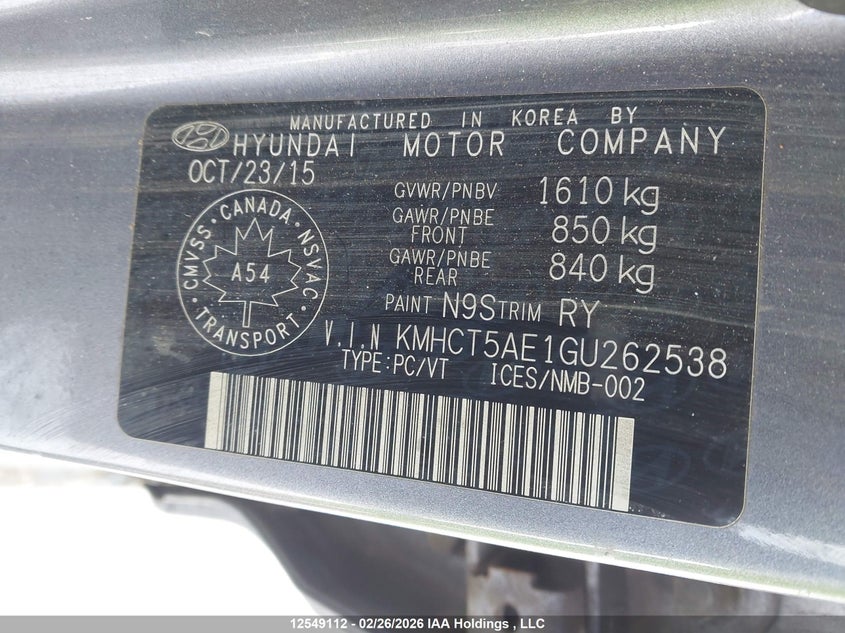 MANUFACTURED IN KOREA BY
HYUNDAI MOTOR COMPANY
OCT/23/15
GVWR/PNBV 1610 kg
GAWR/PNBE FRONT 850 kg
GAWR/PNBE REAR 840 kg
CANADA
CMVSS NSVAC
A54
TRANSPORT
PAINT N9S TRIM RY
V.I.N KMHCT5AE1GU262538
TYPE:PC/VT ICES/NMB-002
12549112 - 02/26/2026 IAA Holdings , LLC